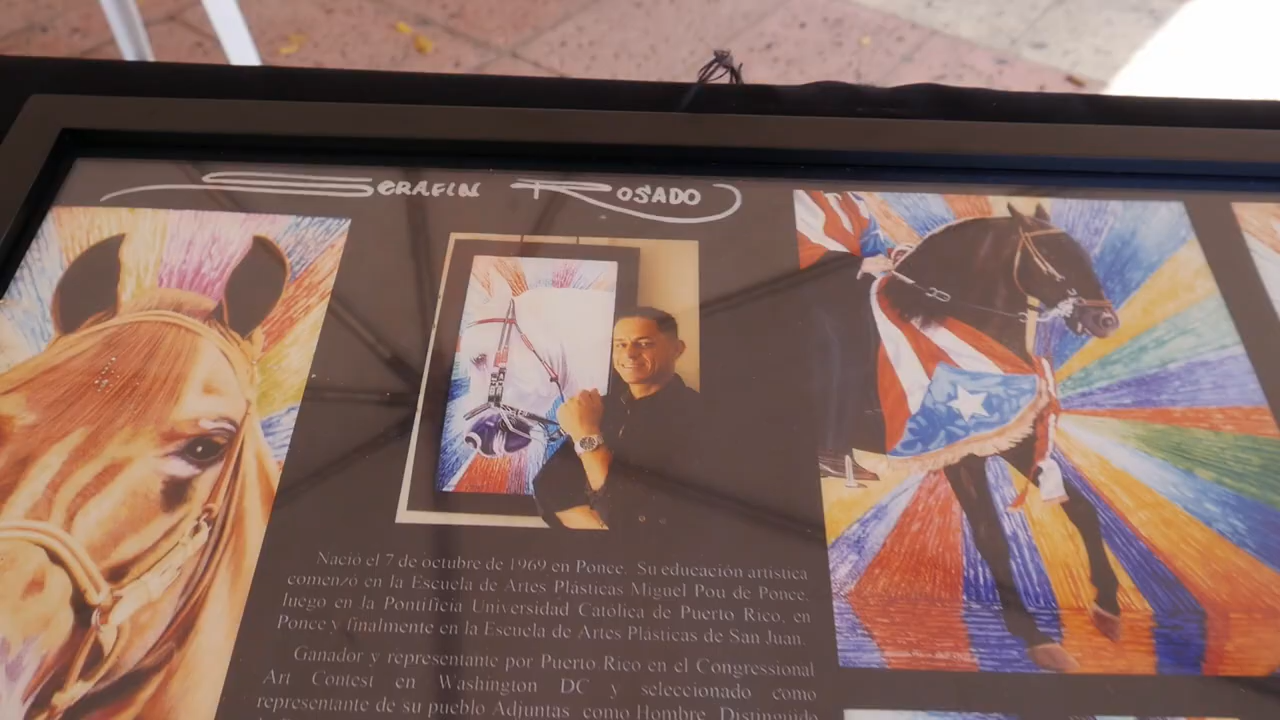 SERAFIN ROSADO
Nació el 7 de octubre de 1969 en Ponce. Su educación artística
comenzó en la Escuela de Artes Plásticas Miguel Pou de Ponce,
luego en la Pontificia Universidad Católica de Puerto Rico, en
Ponce y finalmente en la Escuela de Artes Plásticas de San Juan.
Ganador y representante por Puerto Rico en el Congressional
Art Contest en Washington DC y seleccionado como
representante de su pueblo Adjuntas como Hombre Distinguido